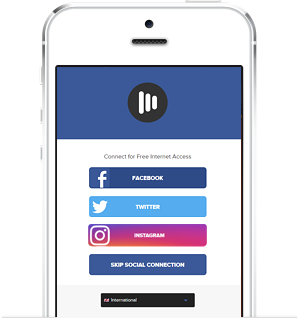 Connect for Free Internet Access
FACEBOOK
TWITTER
INSTAGRAM
SKIP SOCIAL CONNECTION
International